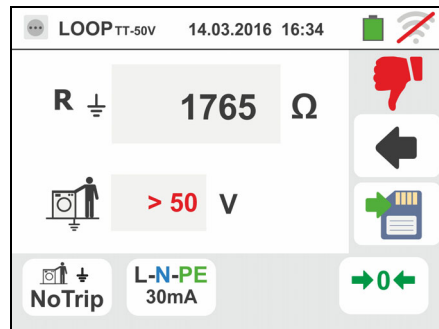 LOOP TT-50V 14.03.2016 16:34
R 1765 Ω
> 50 V
NoTrip
L-N-PE
30mA
→0←